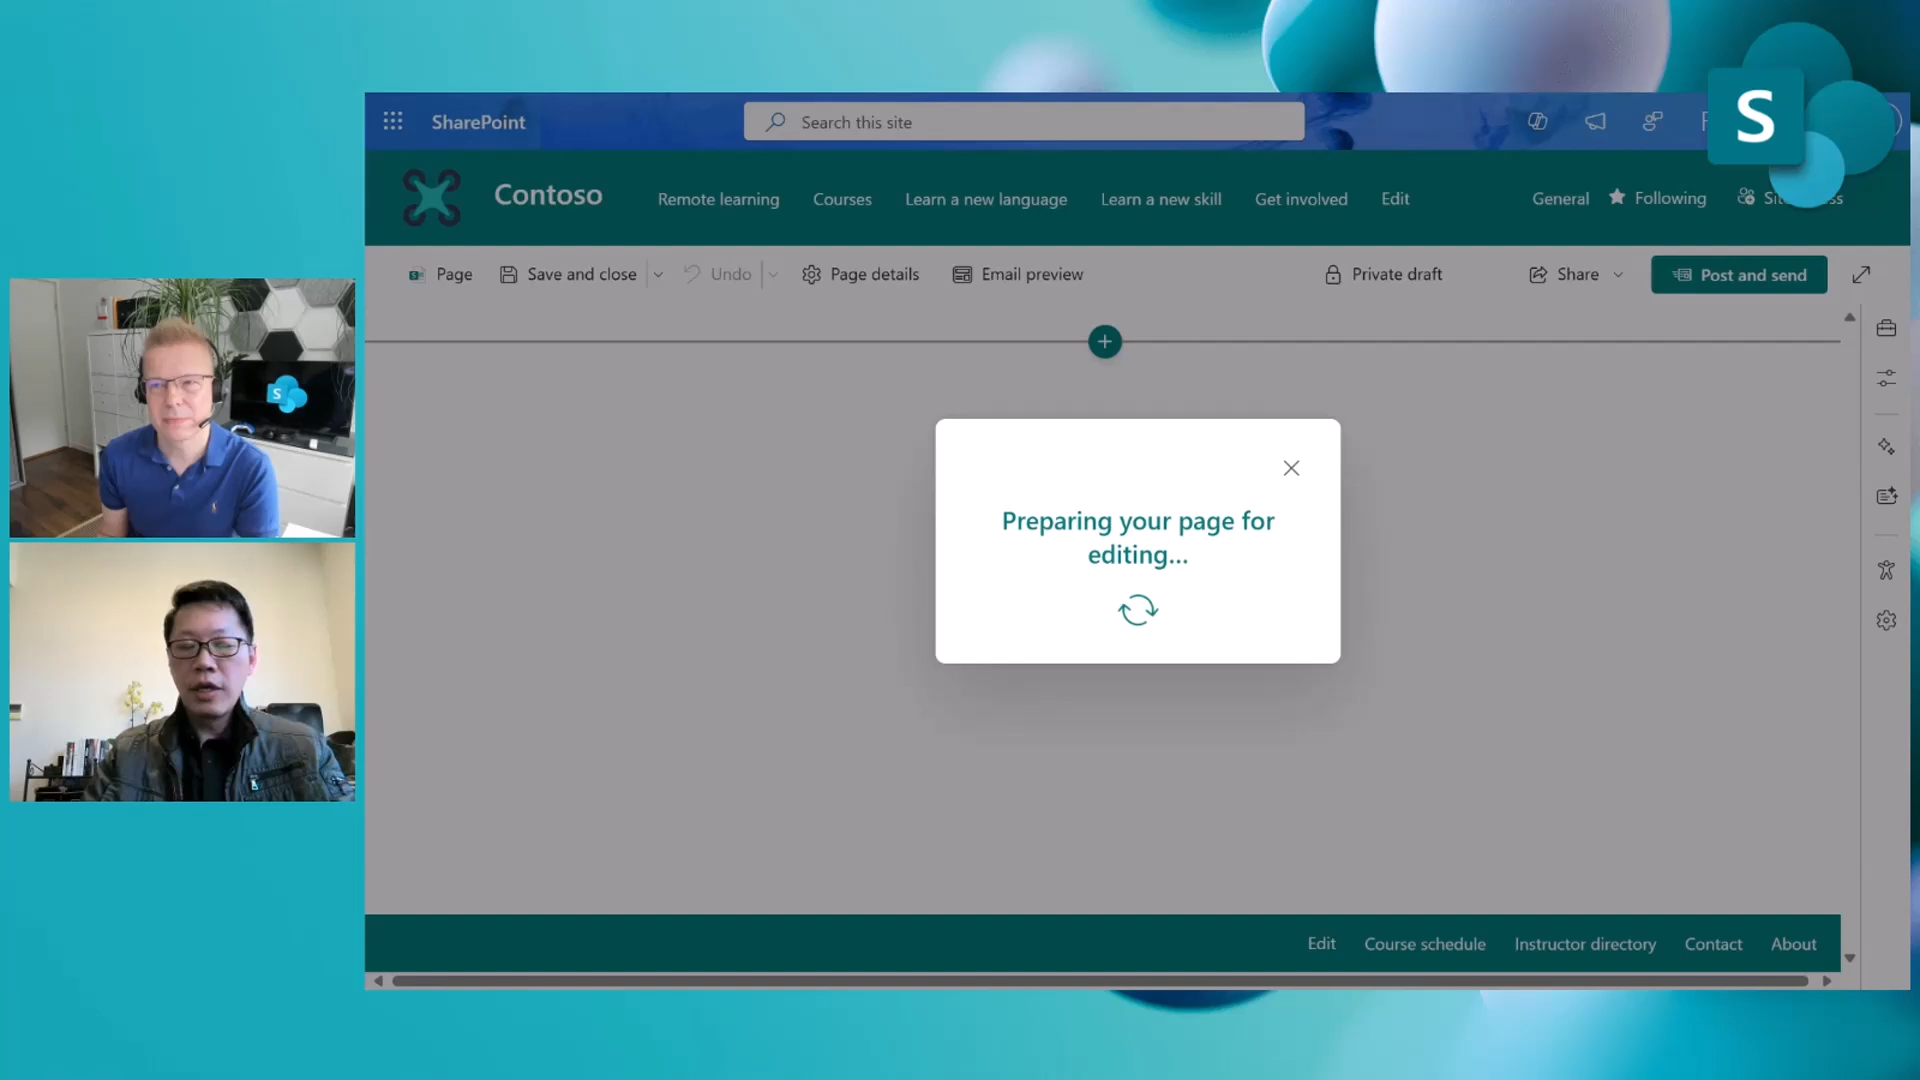 SharePoint
Search this site
S
Contoso
Remote learning
Courses
Learn a new language
Learn a new skill
Get involved
Edit
General
Following
Page
Save and close
Undo
Page details
Email preview
Private draft
Share
Post and send
S
Preparing your page for
editing...
Edit
Course schedule
Instructor directory
Contact
About